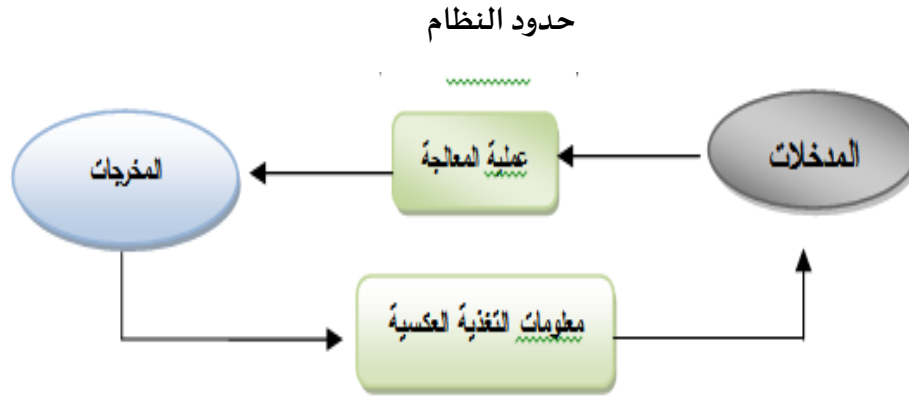 حدود النظام
المدخلات
عملية المعالجة
المخرجات
معلومات التغذية العكسية